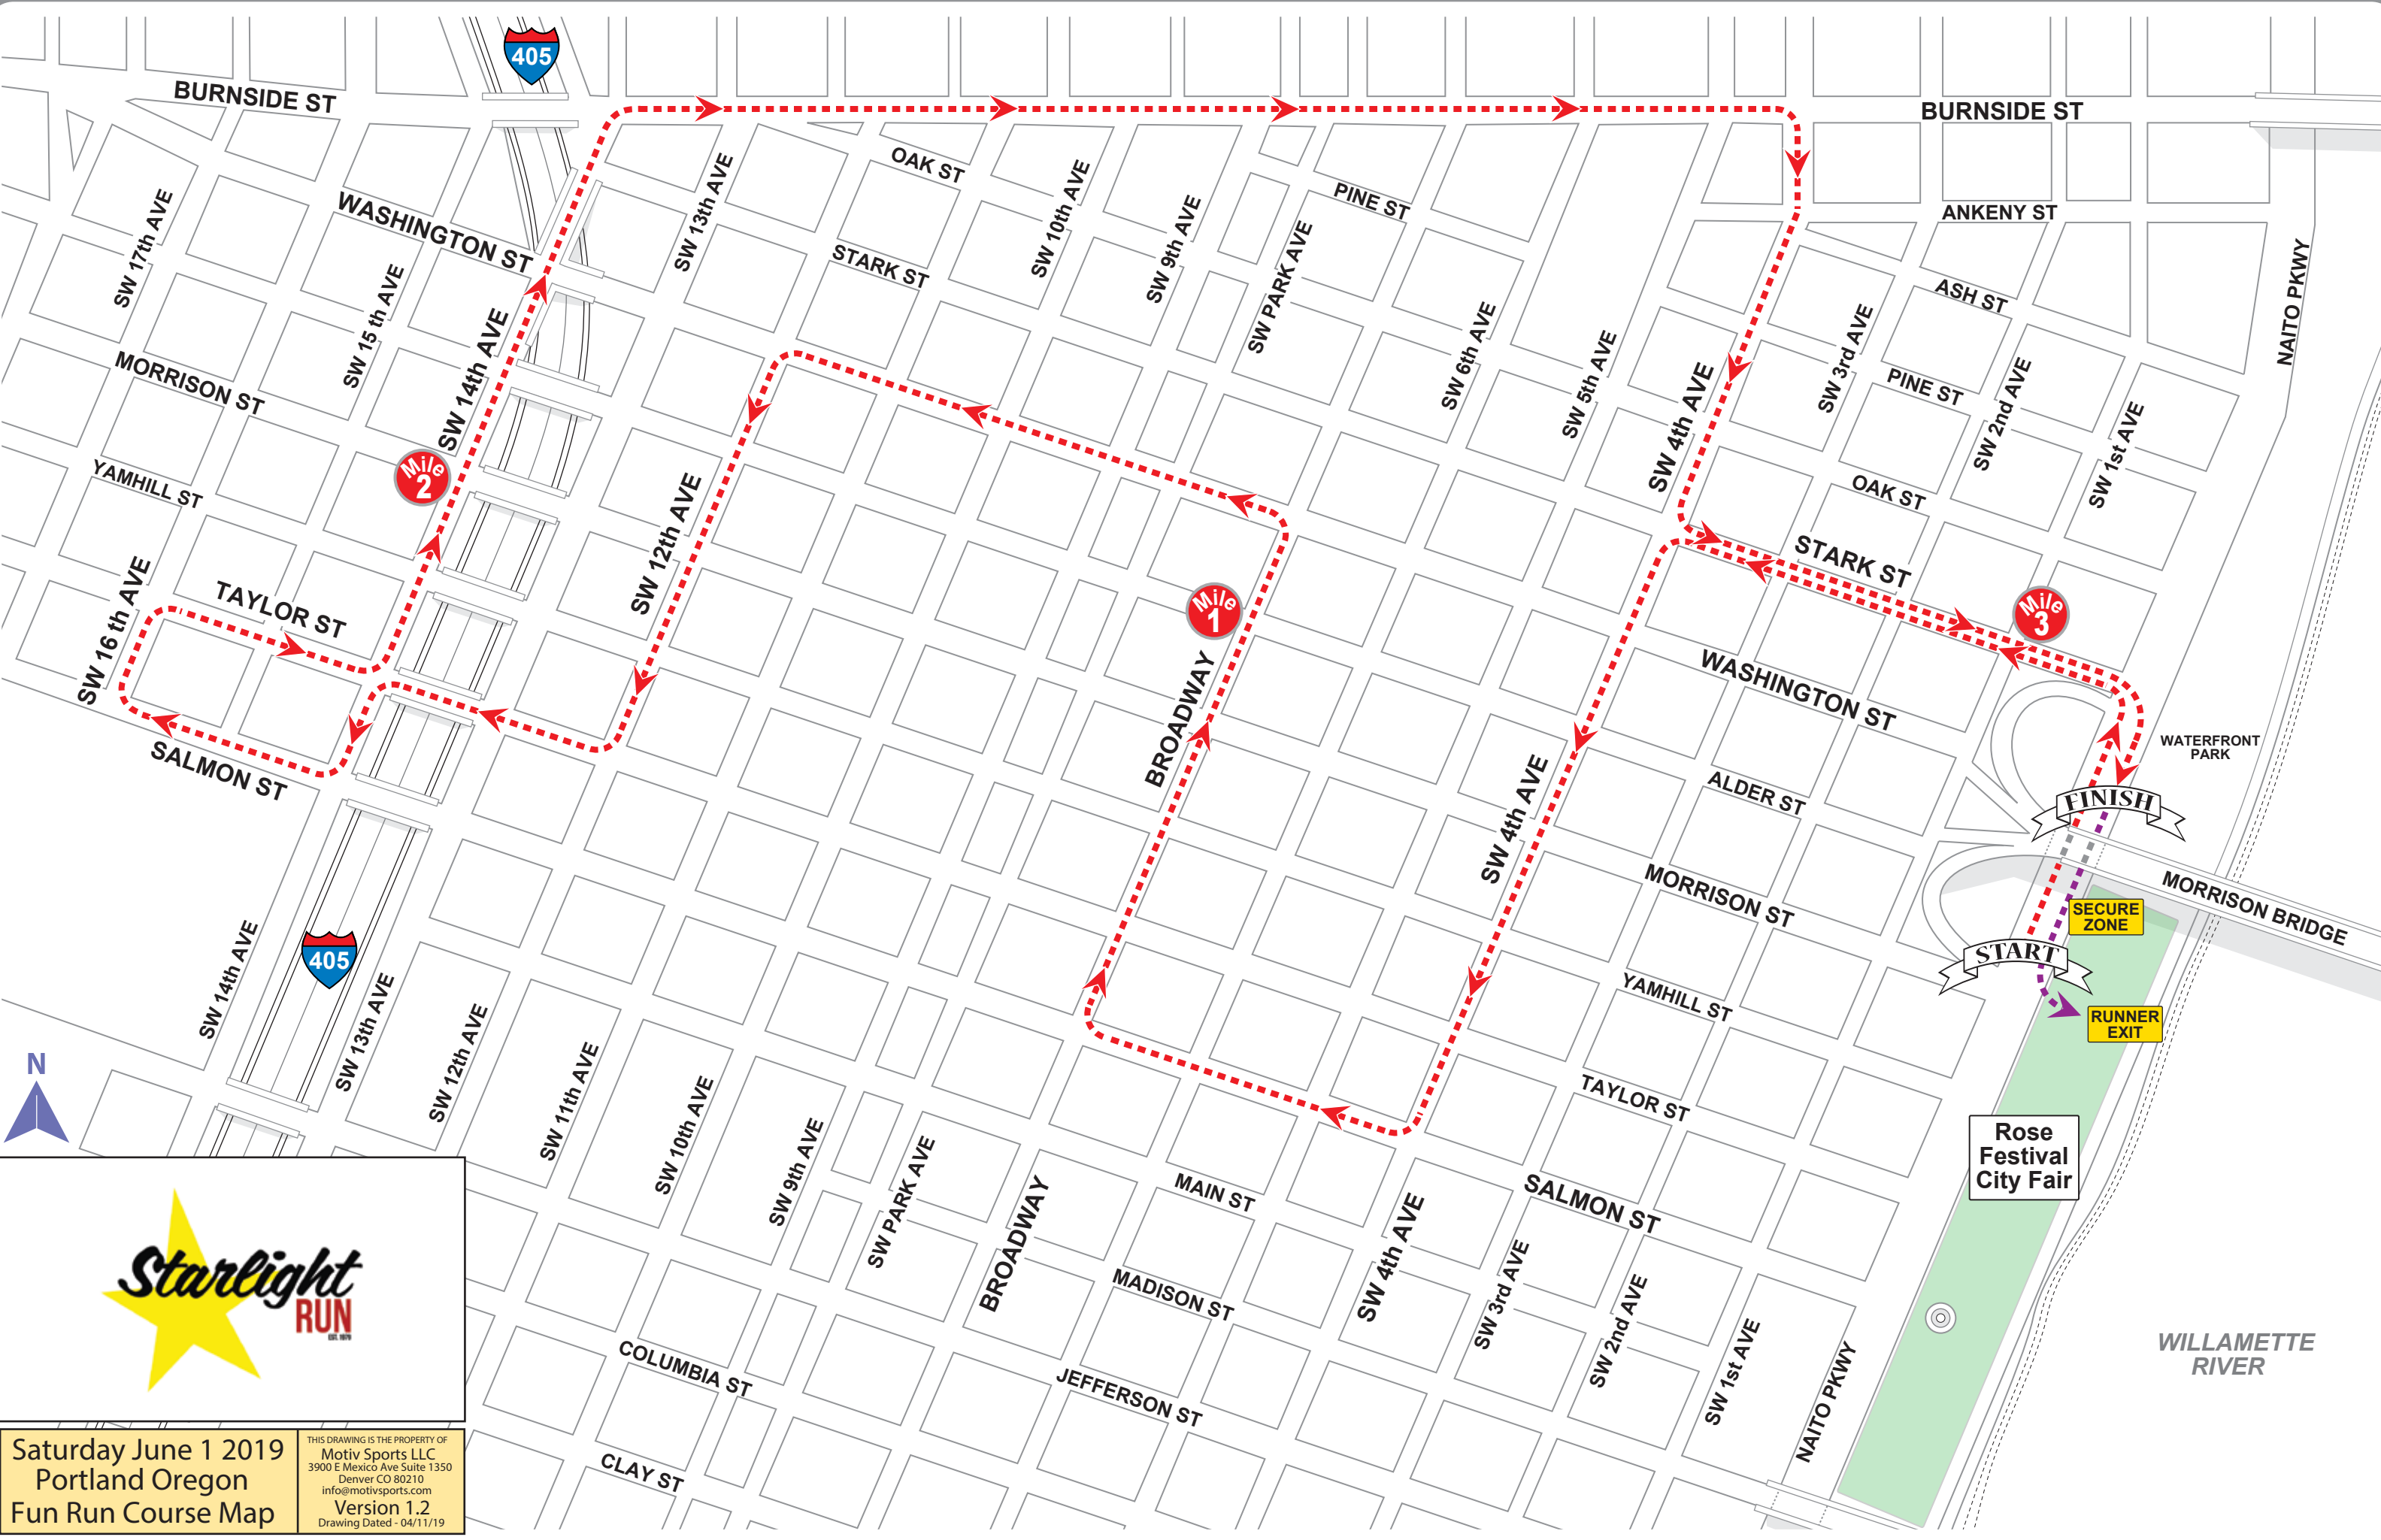 405
BURNSIDE ST
BURNSIDE ST
OAK ST
PINE ST
ANKENY ST
WASHINGTON ST
SW 17th AVE
SW 15 th AVE
SW 14th AVE
SW 13th AVE
STARK ST
SW 10th AVE
SW 9th AVE
SW PARK AVE
SW 6th AVE
SW 5th AVE
SW 4th AVE
SW 3rd AVE
ASH ST
PINE ST
SW 2nd AVE
SW 1st AVE
NAITO PKWY
MORRISON ST
YAMHILL ST
Mile
2
OAK ST
STARK ST
SW 16 th AVE
TAYLOR ST
SW 12th AVE
Mile
1
Mile
3
BROADWAY
WASHINGTON ST
SALMON ST
WATERFRONT
PARK
ALDER ST
FINISH
SW 4th AVE
MORRISON ST
MORRISON BRIDGE
SECURE
ZONE
START
RUNNER
EXIT
405
SW 14th AVE
SW 13th AVE
SW 12th AVE
SW 11th AVE
SW 10th AVE
SW 9th AVE
SW PARK AVE
BROADWAY
YAMHILL ST
TAYLOR ST
MAIN ST
SALMON ST
Rose
Festival
City Fair
N
MADISON ST
SW 4th AVE
SW 3rd AVE
SW 2nd AVE
SW 1st AVE
NAITO PKWY
COLUMBIA ST
JEFFERSON ST
CLAY ST
WILLAMETTE
RIVER
Starlight
RUN
EST. 1979
Saturday June 1 2019
Portland Oregon
Fun Run Course Map
THIS DRAWING IS THE PROPERTY OF
Motiv Sports LLC
3900 E Mexico Ave Suite 1350
Denver CO 80210
info@motivsports.com
Version 1.2
Drawing Dated - 04/11/19